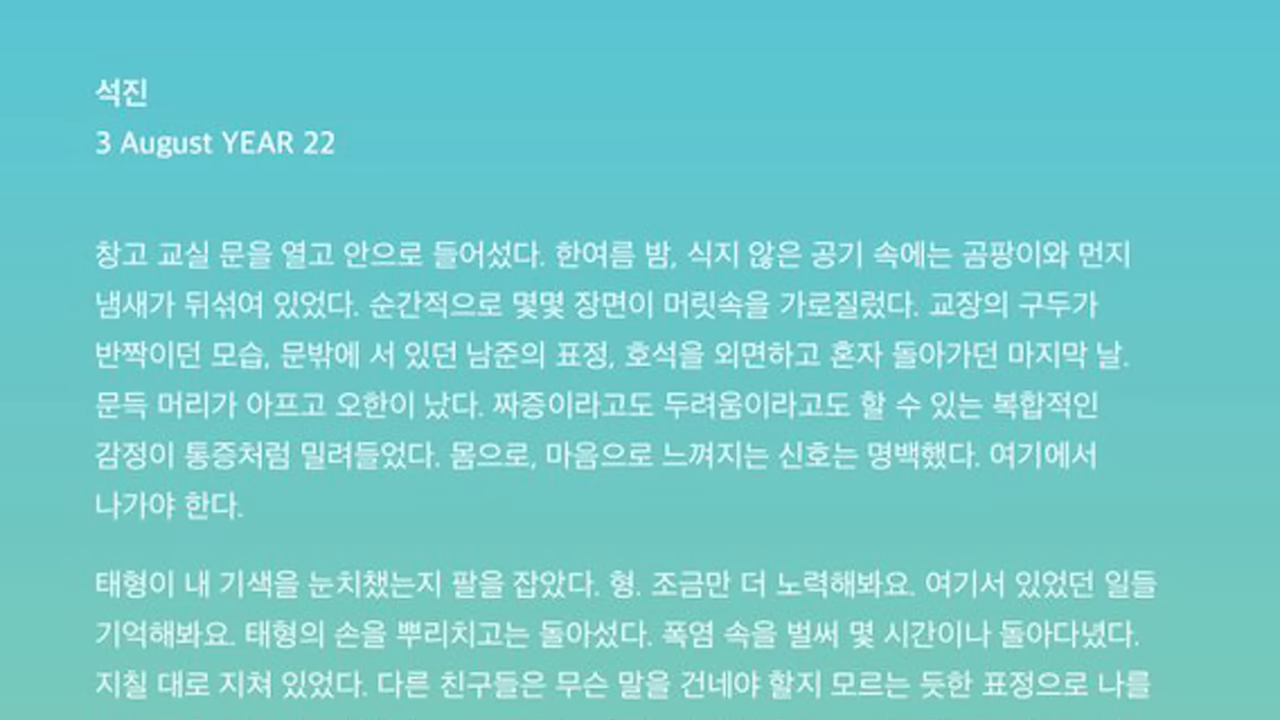 석진
3 August YEAR 22
창고 교실 문을 열고 안으로 들어섰다. 한여름 밤, 식지 않은 공기 속에는 곰팡이와 먼지
냄새가 뒤섞여 있었다. 순간적으로 몇몇 장면이 머릿속을 가로질렀다. 교장의 구두가
반짝이던 모습, 문밖에 서 있던 남준의 표정, 호석을 외면하고 혼자 돌아가던 마지막 날.
문득 머리가 아프고 오한이 났다. 짜증이라고도 두려움이라고도 할 수 있는 복합적인
감정이 통증처럼 밀려들었다. 몸으로, 마음으로 느껴지는 신호는 명백했다. 여기에서
나가야 한다.
태형이 내 기색을 눈치챘는지 팔을 잡았다. 형. 조금만 더 노력해봐요. 여기서 있었던 일들
기억해봐요. 태형의 손을 뿌리치고는 돌아섰다. 폭염 속을 벌써 몇 시간이나 돌아다녔다.
지칠 대로 지쳐 있었다. 다른 친구들은 무슨 말을 건네야 할지 모르는 듯한 표정으로 나를